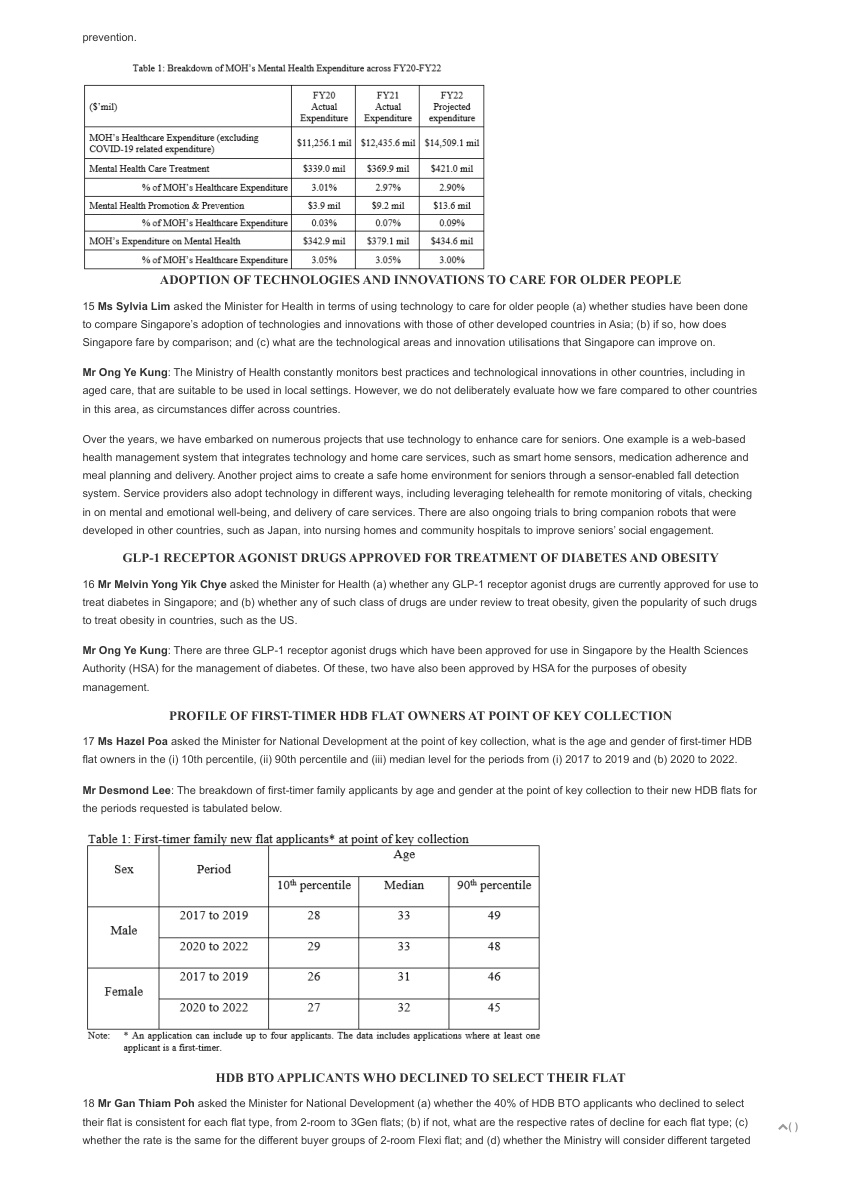 prevention.
Table 1: Breakdown of MOH's Mental Health Expenditure across FY20-FY22
($'mil) FY20 Actual Expenditure FY21 Actual Expenditure FY22 Projected expenditure
MOH's Healthcare Expenditure (excluding COVID-19 related expenditure) $11,256.1 mil $12,435.6 mil $14,509.1 mil
Mental Health Care Treatment $339.0 mil $369.9 mil $421.0 mil
% of MOH's Healthcare Expenditure 3.01% 2.97% 2.90%
Mental Health Promotion & Prevention $3.9 mil $9.2 mil $13.6 mil
% of MOH's Healthcare Expenditure 0.03% 0.07% 0.09%
MOH's Expenditure on Mental Health $342.9 mil $379.1 mil $434.6 mil
% of MOH's Healthcare Expenditure 3.05% 3.05% 3.00%
ADOPTION OF TECHNOLOGIES AND INNOVATIONS TO CARE FOR OLDER PEOPLE
15 Ms Sylvia Lim asked the Minister for Health in terms of using technology to care for older people (a) whether studies have been done
to compare Singapore's adoption of technologies and innovations with those of other developed countries in Asia; (b) if so, how does
Singapore fare by comparison; and (c) what are the technological areas and innovation utilisations that Singapore can improve on.
Mr Ong Ye Kung: The Ministry of Health constantly monitors best practices and technological innovations in other countries, including in
aged care, that are suitable to be used in local settings. However, we do not deliberately evaluate how we fare compared to other countries
in this area, as circumstances differ across countries.
Over the years, we have embarked on numerous projects that use technology to enhance care for seniors. One example is a web-based
health management system that integrates technology and home care services, such as smart home sensors, medication adherence and
meal planning and delivery. Another project aims to create a safe home environment for seniors through a sensor-enabled fall detection
system. Service providers also adopt technology in different ways, including leveraging telehealth for remote monitoring of vitals, checking
in on mental and emotional well-being, and delivery of care services. There are also ongoing trials to bring companion robots that were
developed in other countries, such as Japan, into nursing homes and community hospitals to improve seniors' social engagement.
GLP-1 RECEPTOR AGONIST DRUGS APPROVED FOR TREATMENT OF DIABETES AND OBESITY
16 Mr Melvin Yong Yik Chye asked the Minister for Health (a) whether any GLP-1 receptor agonist drugs are currently approved for use to
treat diabetes in Singapore; and (b) whether any of such class of drugs are under review to treat obesity, given the popularity of such drugs
to treat obesity in countries, such as the US.
Mr Ong Ye Kung: There are three GLP-1 receptor agonist drugs which have been approved for use in Singapore by the Health Sciences
Authority (HSA) for the management of diabetes. Of these, two have also been approved by HSA for the purposes of obesity
management.
PROFILE OF FIRST-TIMER HDB FLAT OWNERS AT POINT OF KEY COLLECTION
17 Ms Hazel Poa asked the Minister for National Development at the point of key collection, what is the age and gender of first-timer HDB
flat owners in the (i) 10th percentile, (ii) 90th percentile and (iii) median level for the periods from (i) 2017 to 2019 and (b) 2020 to 2022.
Mr Desmond Lee: The breakdown of first-timer family applicants by age and gender at the point of key collection to their new HDB flats for
the periods requested is tabulated below.
Table 1: First-timer family new flat applicants* at point of key collection
Sex Period Age
10th percentile Median 90th percentile
Male 2017 to 2019 28 33 49
2020 to 2022 29 33 48
Female 2017 to 2019 26 31 46
2020 to 2022 27 32 45
Note: * An application can include up to four applicants. The data includes applications where at least one
applicant is a first-timer.
HDB BTO APPLICANTS WHO DECLINED TO SELECT THEIR FLAT
18 Mr Gan Thiam Poh asked the Minister for National Development (a) whether the 40% of HDB BTO applicants who declined to select
their flat is consistent for each flat type, from 2-room to 3Gen flats; (b) if not, what are the respective rates of decline for each flat type; (c)
whether the rate is the same for the different buyer groups of 2-room Flexi flat; and (d) whether the Ministry will consider different targeted
( )